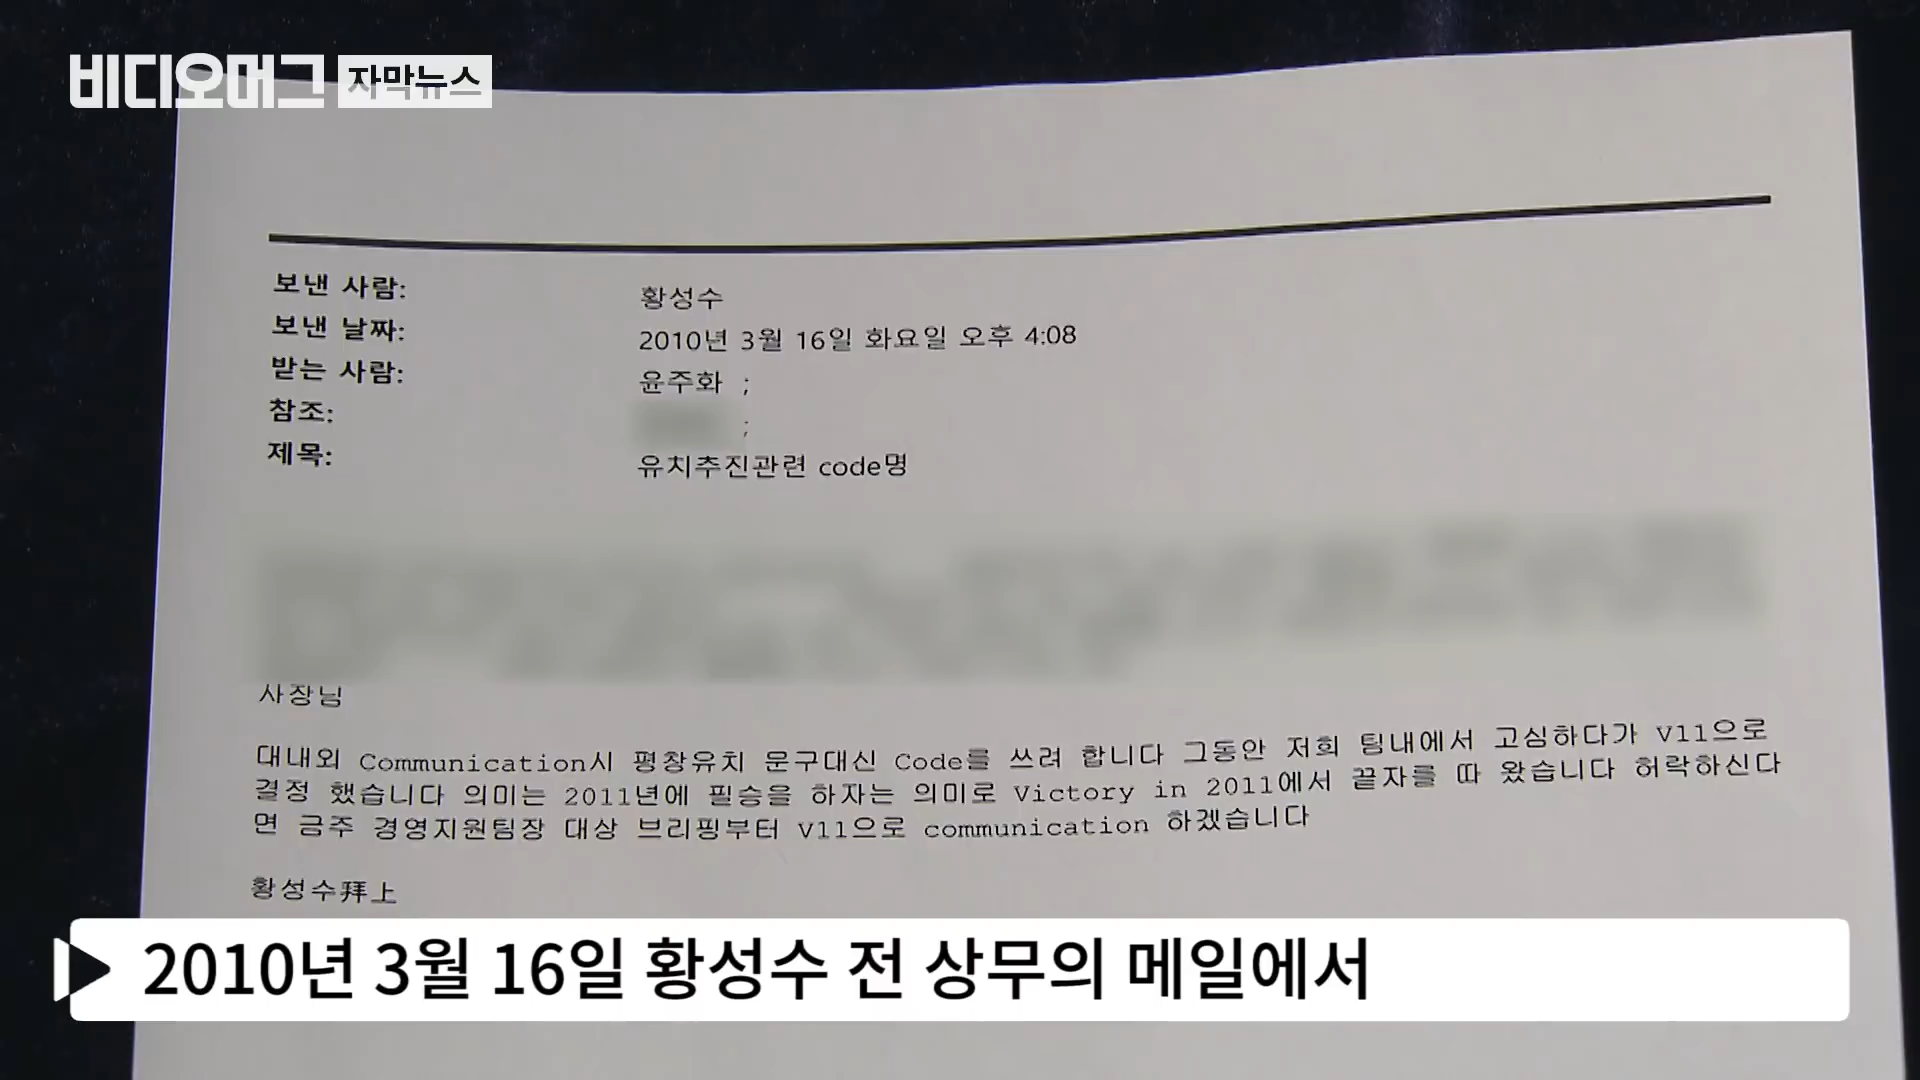 비디오머그 자막뉴스
보낸 사람: 황성수
보낸 날짜: 2010년 3월 16일 화요일 오후 4:08
받는 사람: 윤주화 ;
참조: ;
제목: 유치추진관련 code명
사장님
대내외 Communication시 평창유치 문구대신 Code를 쓰려 합니다 그동안 저희 팀내에서 고심하다가 V11으로
결정 했습니다 의미는 2011년에 필승을 하자는 의미로 Victory in 2011에서 끝자를 따 왔습니다 허락하신다
면 금주 경영지원팀장 대상 브리핑부터 V11으로 communication 하겠습니다
황성수拜上
2010년 3월 16일 황성수 전 상무의 메일에서